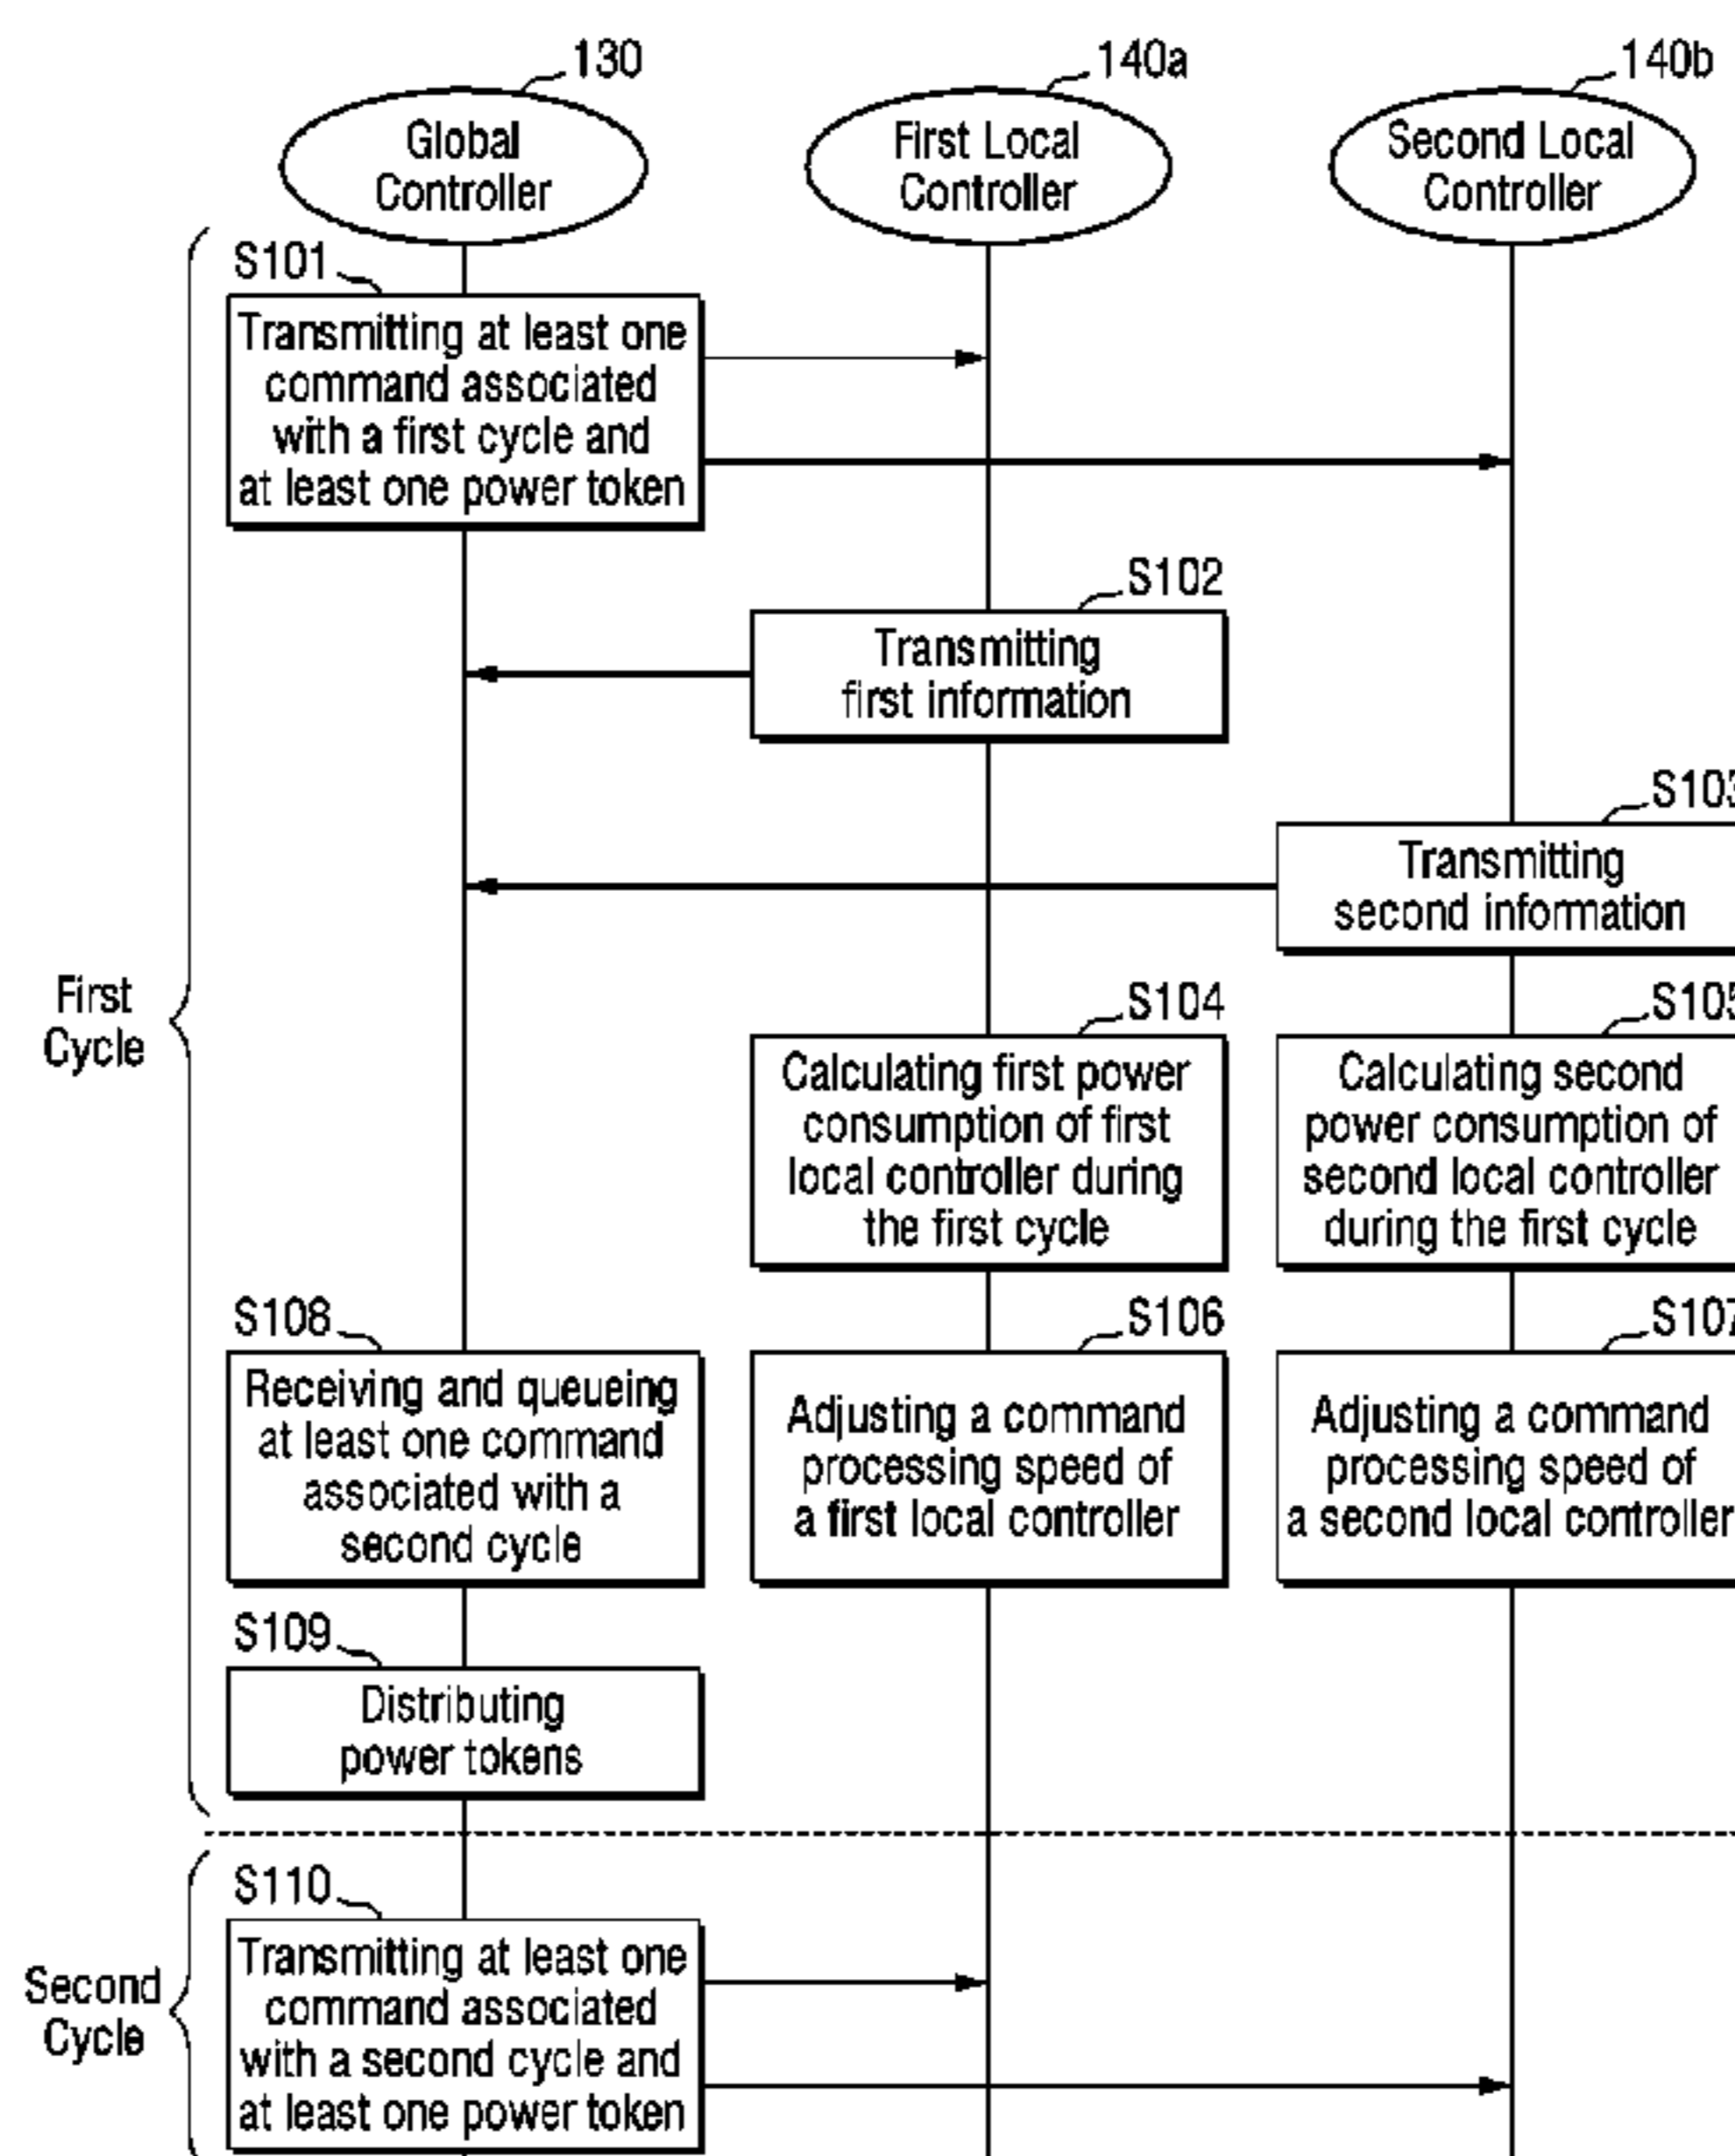 130
140a
140b
Global
Controller
First Local
Controller
Second Local
Controller
S101
Transmitting at least one
command associated
with a first cycle and
at least one power token
S102
Transmitting
first information
S103
Transmitting
second information
First
Cycle
S104
Calculating first power
consumption of first
local controller during
the first cycle
S105
Calculating second
power consumption of
second local controller
during the first cycle
S108
Receiving and queueing
at least one command
associated with a
second cycle
S106
Adjusting a command
processing speed of
a first local controller
S107
Adjusting a command
processing speed of
a second local controller
S109
Distributing
power tokens
Second
Cycle
S110
Transmitting at least one
command associated
with a second cycle and
at least one power token